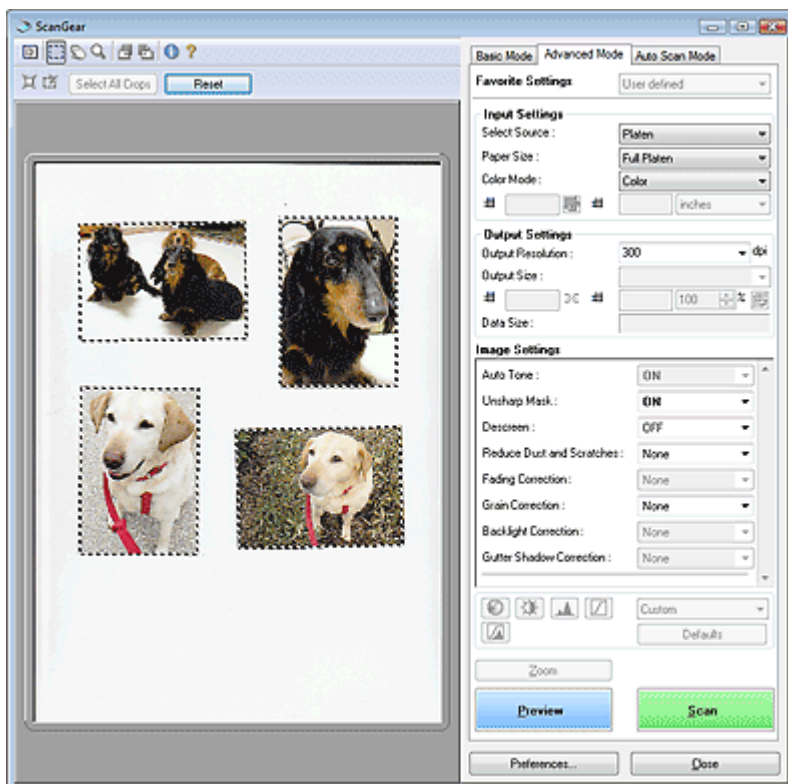 ScanGear
Select All Crops Reset
Basic Mode Advanced Mode Auto Scan Mode
Favorite Settings User defined
Input Settings
Select Source : Platen
Paper Size : Full Platen
Color Mode : Color
inches
Output Settings
Output Resolution : 300 dpi
Output Size :
100 %
Data Size :
Image Settings
Auto Tone : ON
Unsharp Mask : ON
Descreen : OFF
Reduce Dust and Scratches : None
Fading Correction : None
Grain Correction : None
Backlight Correction : None
Gutter Shadow Correction : None
Custom
Defaults
Zoom
Preview Scan
Preferences... Close